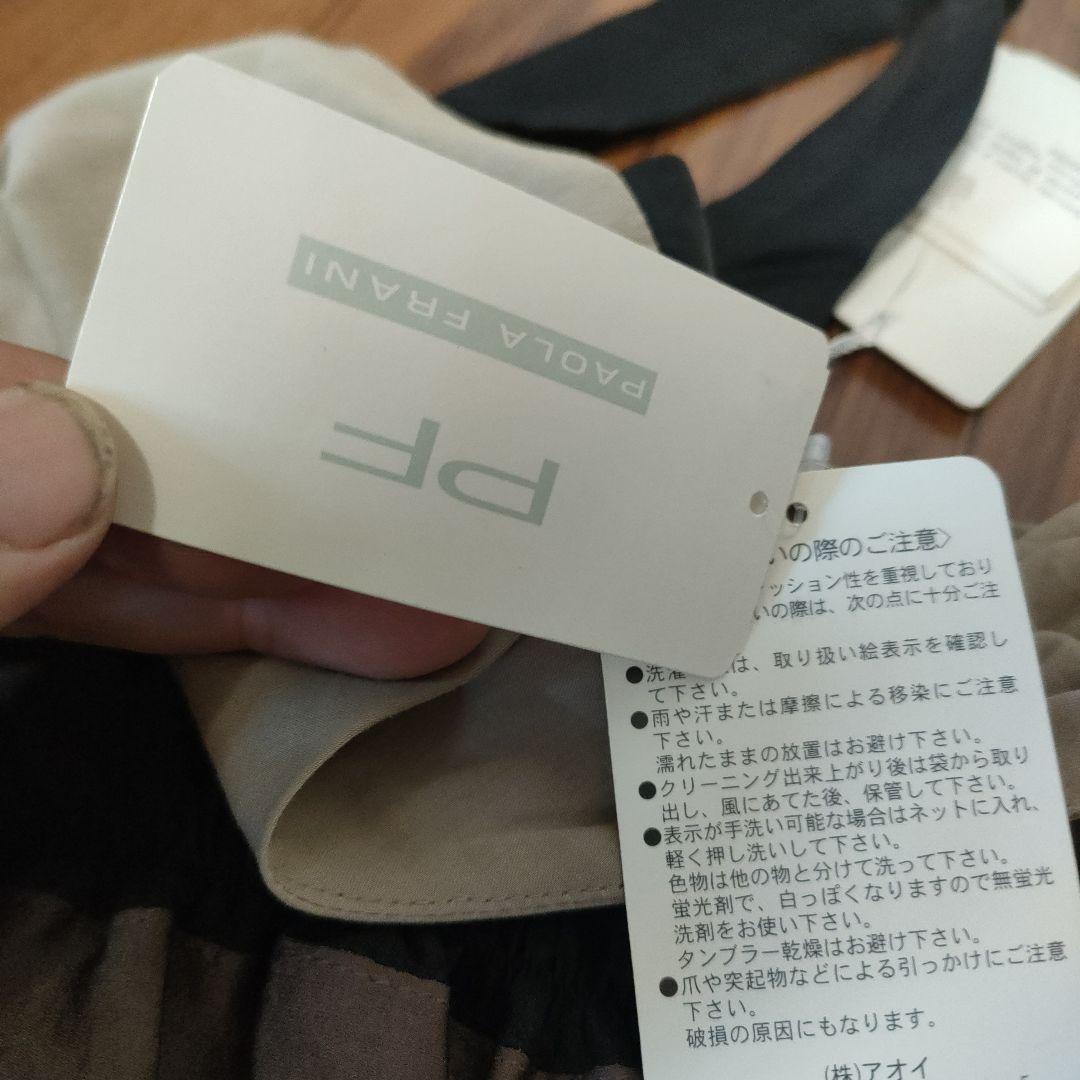 PAOLA FRANI
PF
いの際のご注意〉
ッション性を重視しており
いの際は、次の点に十分ご注
●洗濯 は、取り扱い絵表示を確認し
て下さい。
●雨や汗または摩擦による移染にご注意
下さい。
濡れたままの放置はお避け下さい。
●クリーニング出来上がり後は袋から取り
出し、風にあてた後、保管して下さい。
●表示が手洗い可能な場合はネットに入れ、
軽く押し洗いして下さい。
色物は他の物と分けて洗って下さい。
蛍光剤で、白っぽくなりますので無蛍光
洗剤をお使い下さい。
タンブラー乾燥はお避け下さい。
●爪や突起物などによる引っかけにご注意
下さい。
破損の原因にもなります。
(株)アオイ